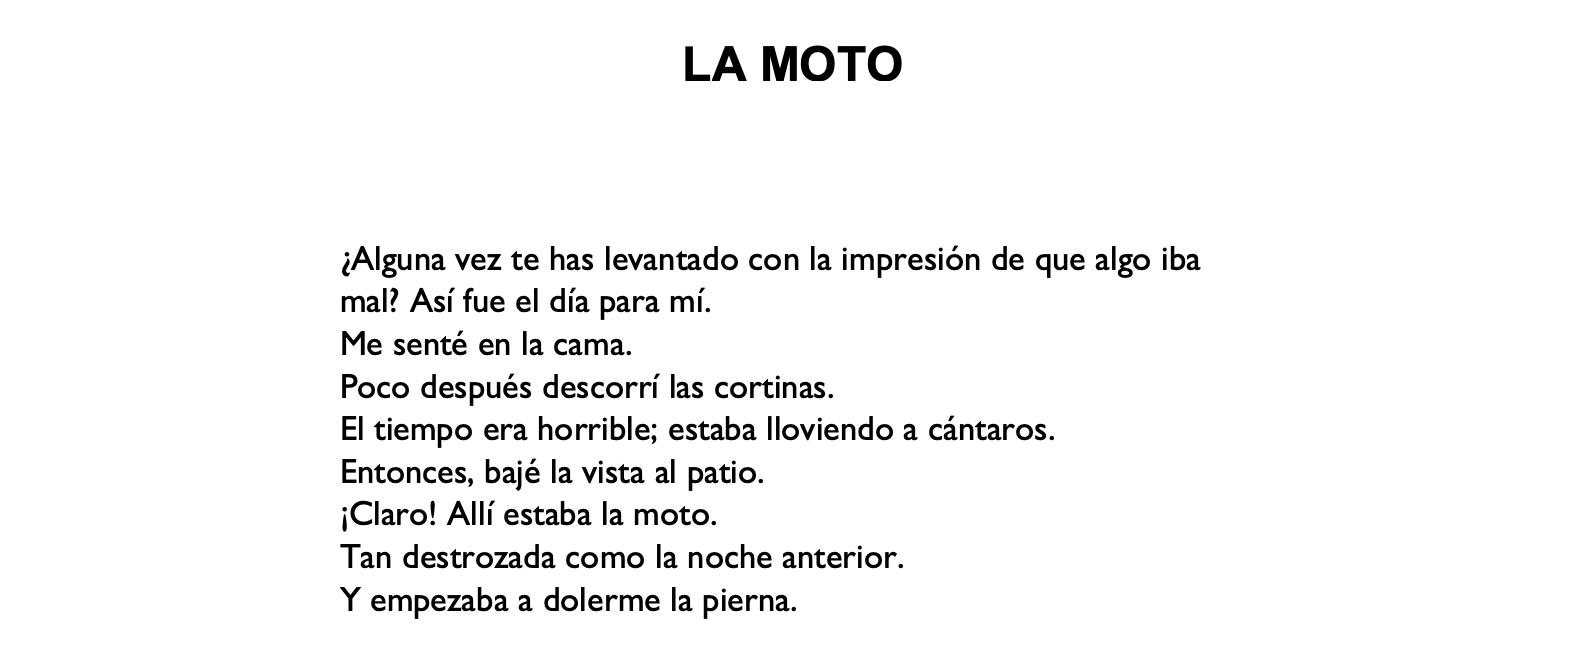 LA MOTO
¿Alguna vez te has levantado con la impresión de que algo iba
mal? Así fue el día para mí.
Me senté en la cama.
Poco después descorrí las cortinas.
El tiempo era horrible; estaba lloviendo a cántaros.
Entonces, bajé la vista al patio.
¡Claro! Allí estaba la moto.
Tan destrozada como la noche anterior.
Y empezaba a dolerme la pierna.